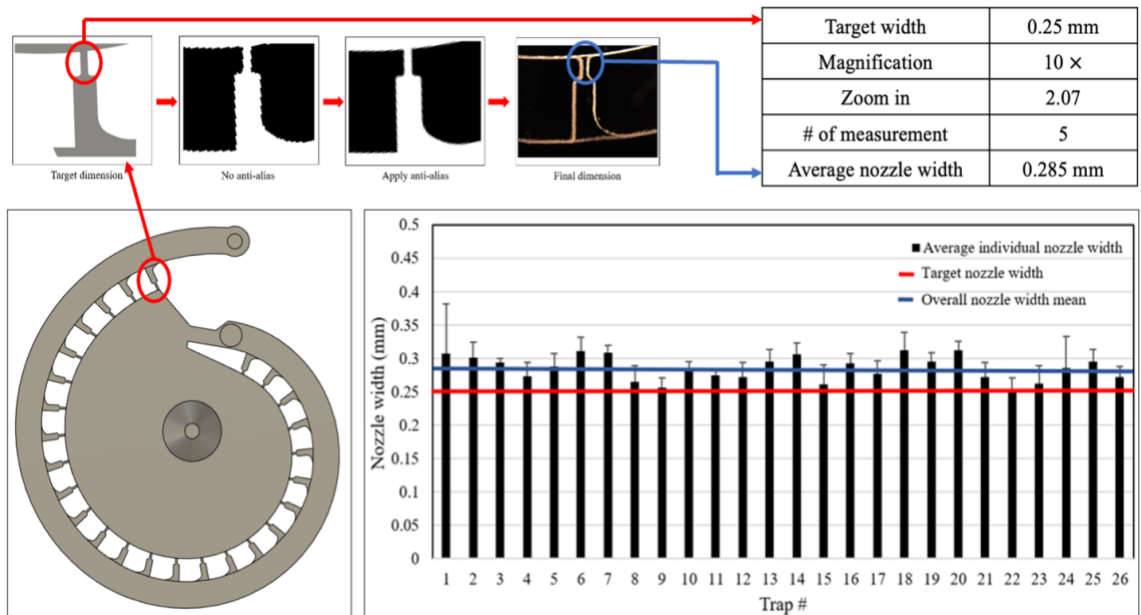 Target width 0.25 mm
Magnification 10 ×
Zoom in 2.07
# of measurement 5
Average nozzle width 0.285 mm
Target dimension
No anti-alias
Apply anti-alias
Final dimension
0.5
0.45
0.4
0.35
0.3
0.25
0.2
0.15
0.1
0.05
0
Nozzle width (mm)
Average individual nozzle width
Target nozzle width
Overall nozzle width mean
1 2 3 4 5 6 7 8 9 10 11 12 13 14 15 16 17 18 19 20 21 22 23 24 25 26
Trap #